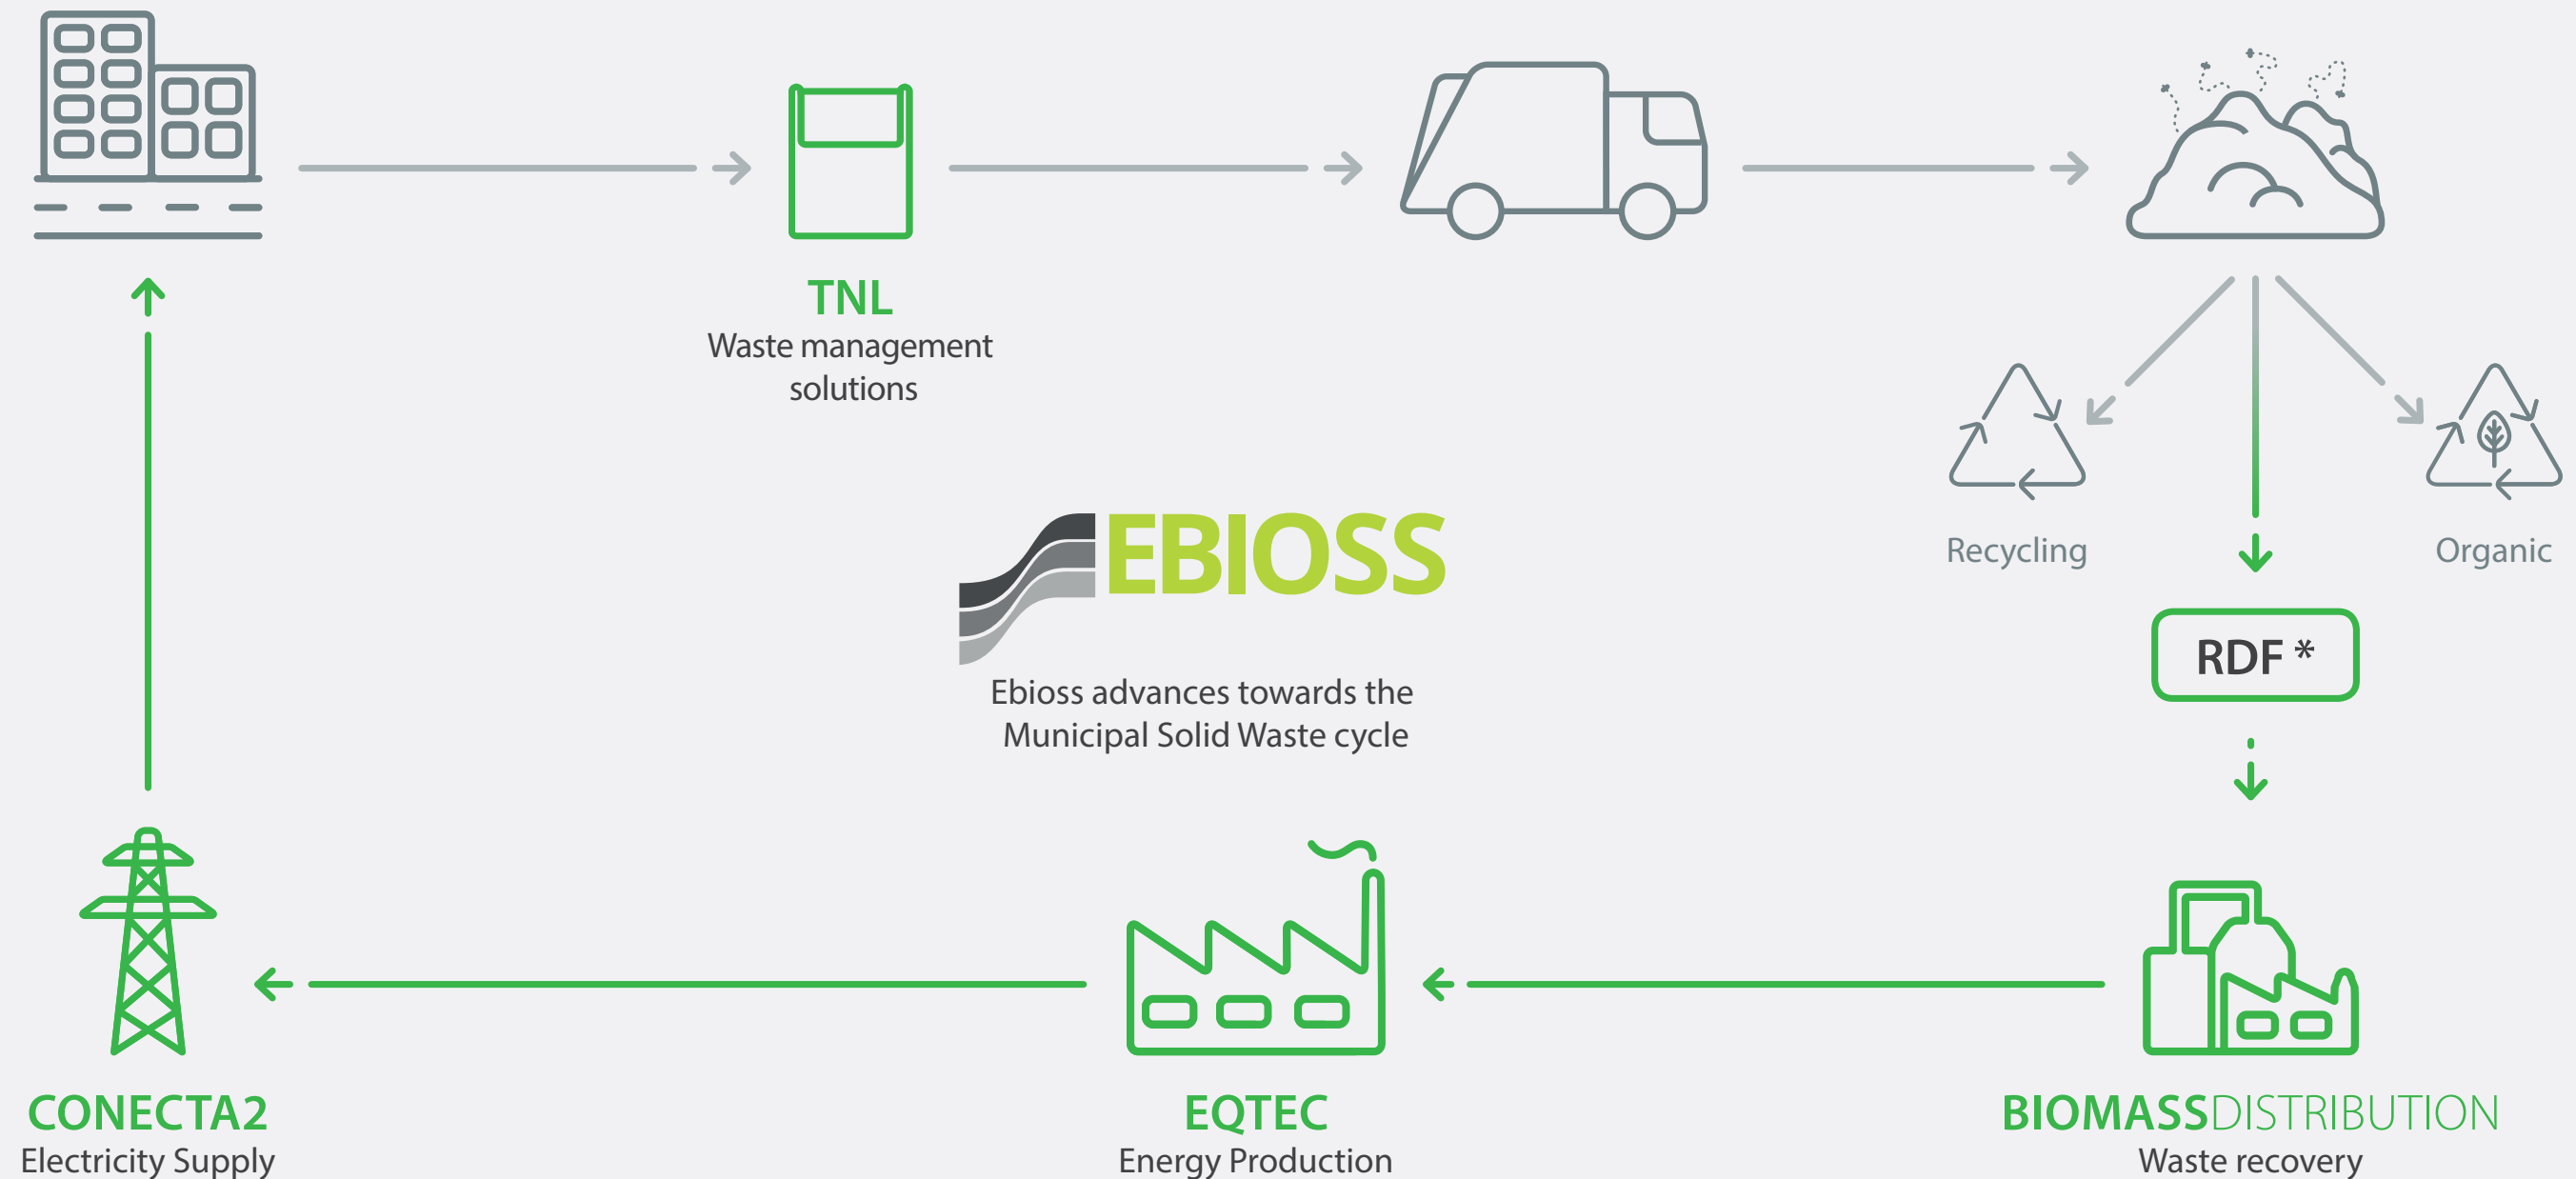 TNL
Waste management
solutions
Recycling
Organic
EBIOSS
Ebioss advances towards the
Municipal Solid Waste cycle
RDF *
CONECTA2
Electricity Supply
EQTEC
Energy Production
BIOMASSDISTRIBUTION
Waste recovery